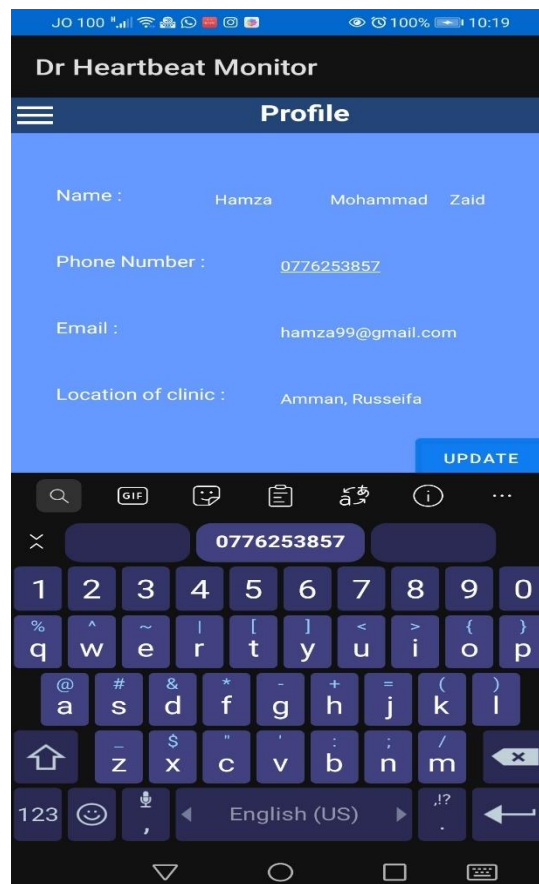 JO 100 100% 10:19
Dr Heartbeat Monitor
Profile
Name : Hamza Mohammad Zaid
Phone Number : 0776253857
Email : hamza99@gmail.com
Location of clinic : Amman, Russeifa
UPDATE
GIF
0776253857
1 2 3 4 5 6 7 8 9 0
% ^ ~ | [ ] < > { }
q w e r t y u i o p
@ # & * - + = ( )
a s d f g h j k l
_ $ " ' : ; /
z x c v b n m
123 , English (US) ,!? .